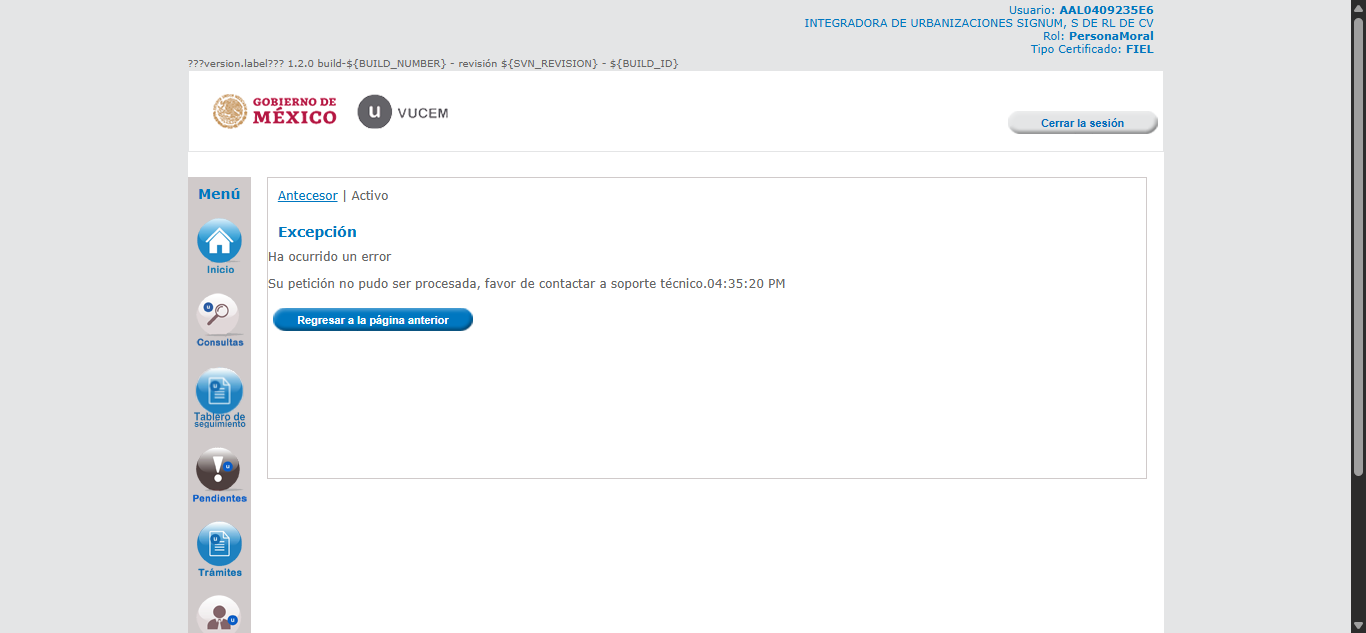 Usuario: AAL0409235E6
INTEGRADORA DE URBANIZACIONES SIGNUM, S DE RL DE CV
Rol: PersonaMoral
Tipo Certificado: FIEL
???version.label??? 1.2.0 build-${BUILD_NUMBER} - revisión ${SVN_REVISION} - ${BUILD_ID}
GOBIERNO DE
MÉXICO
u VUCEM
Cerrar la sesión
Menú
Inicio
Consultas
Tablero de
seguimiento
Pendientes
Trámites
Antecesor | Activo
Excepción
Ha ocurrido un error
Su petición no pudo ser procesada, favor de contactar a soporte técnico.04:35:20 PM
Regresar a la página anterior